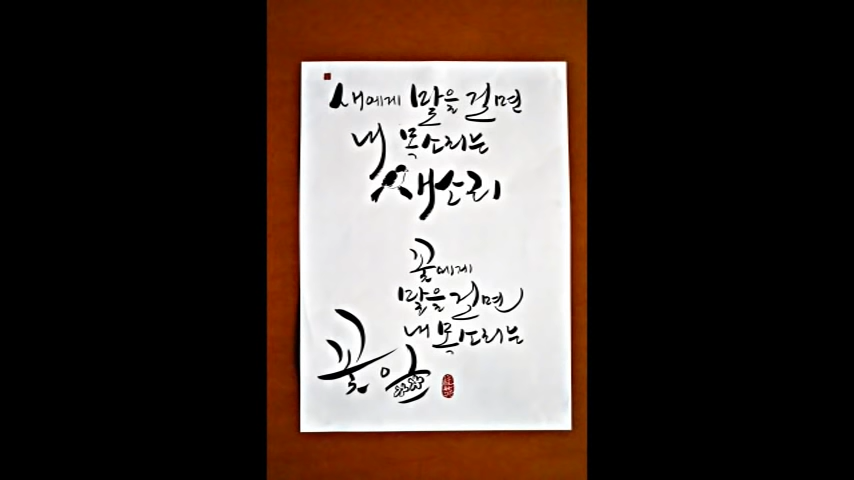 새에게 말을 걸면
내 목소리는
새소리
꽃에게
말을 걸면
내 목소리는
꽃잎